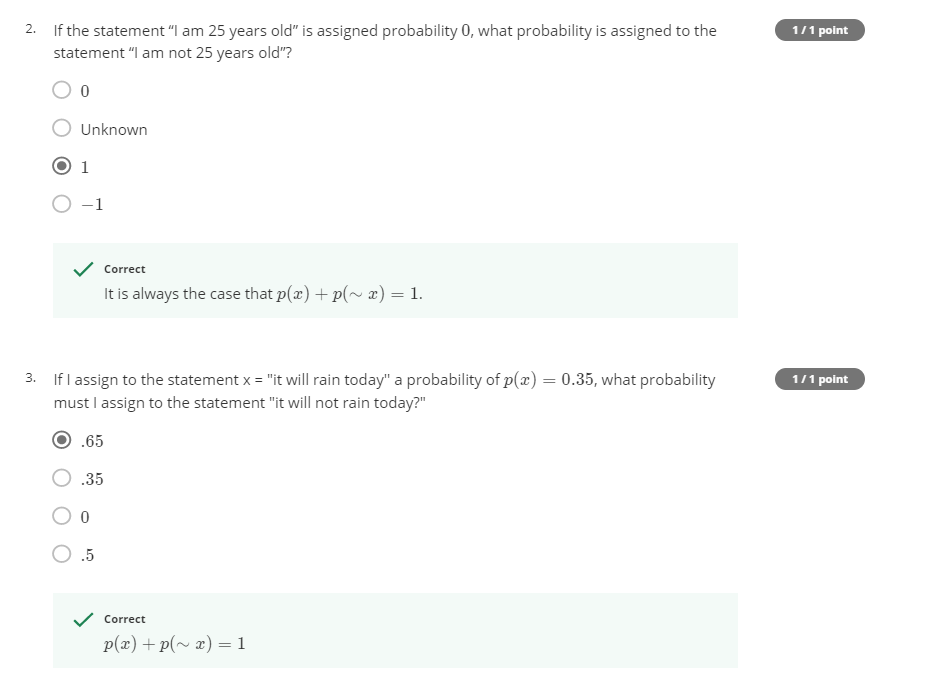 2. If the statement “I am 25 years old” is assigned probability 0, what probability is assigned to the 1 / 1 point
statement “I am not 25 years old”?
0
Unknown
1
−1
Correct
It is always the case that p(x) + p(∼ x) = 1.
3. If I assign to the statement x = "it will rain today" a probability of p(x) = 0.35, what probability 1 / 1 point
must I assign to the statement "it will not rain today?"
.65
.35
0
.5
Correct
p(x) + p(∼ x) = 1